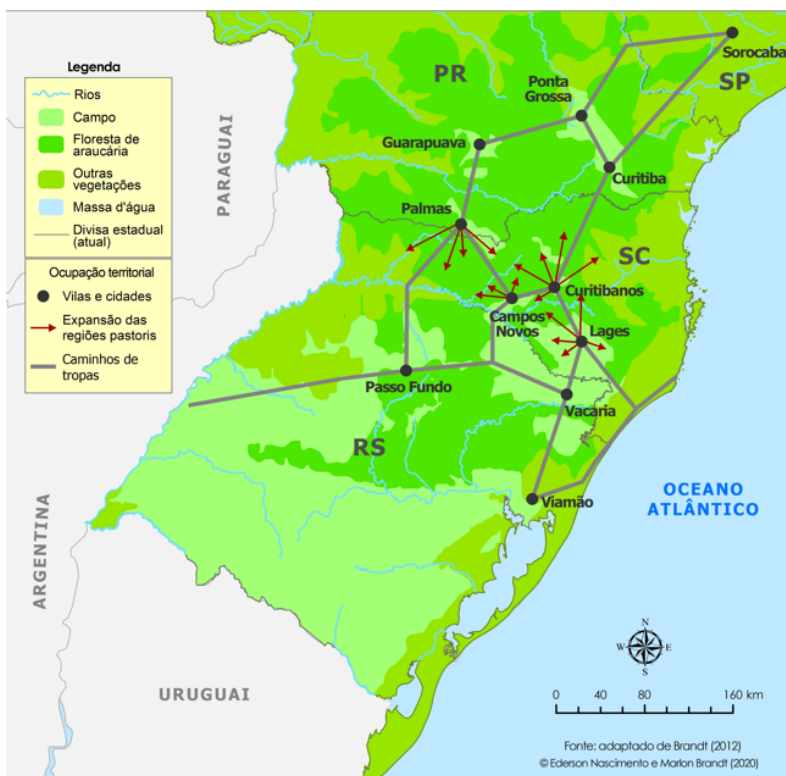 Legenda
Rios
Campo
Floresta de
araucária
Outras
vegetações
Massa d'água
Divisa estadual
(atual)
Ocupação territorial
Vilas e cidades
Expansão das
regiões pastoris
Caminhos de
tropas
PR
SP
SC
RS
Sorocaba
Ponta
Grossa
Guarapuava
Curitiba
Palmas
Curitibanos
Campos
Novos
Lages
Passo Fundo
Vacaria
Viamão
PARAGUAI
ARGENTINA
URUGUAI
OCEANO
ATLÂNTICO
N
W
E
S
0 40 80 160 km
Fonte: adaptado de Brandt (2012)
© Ederson Nascimento e Marlon Brandt (2020)